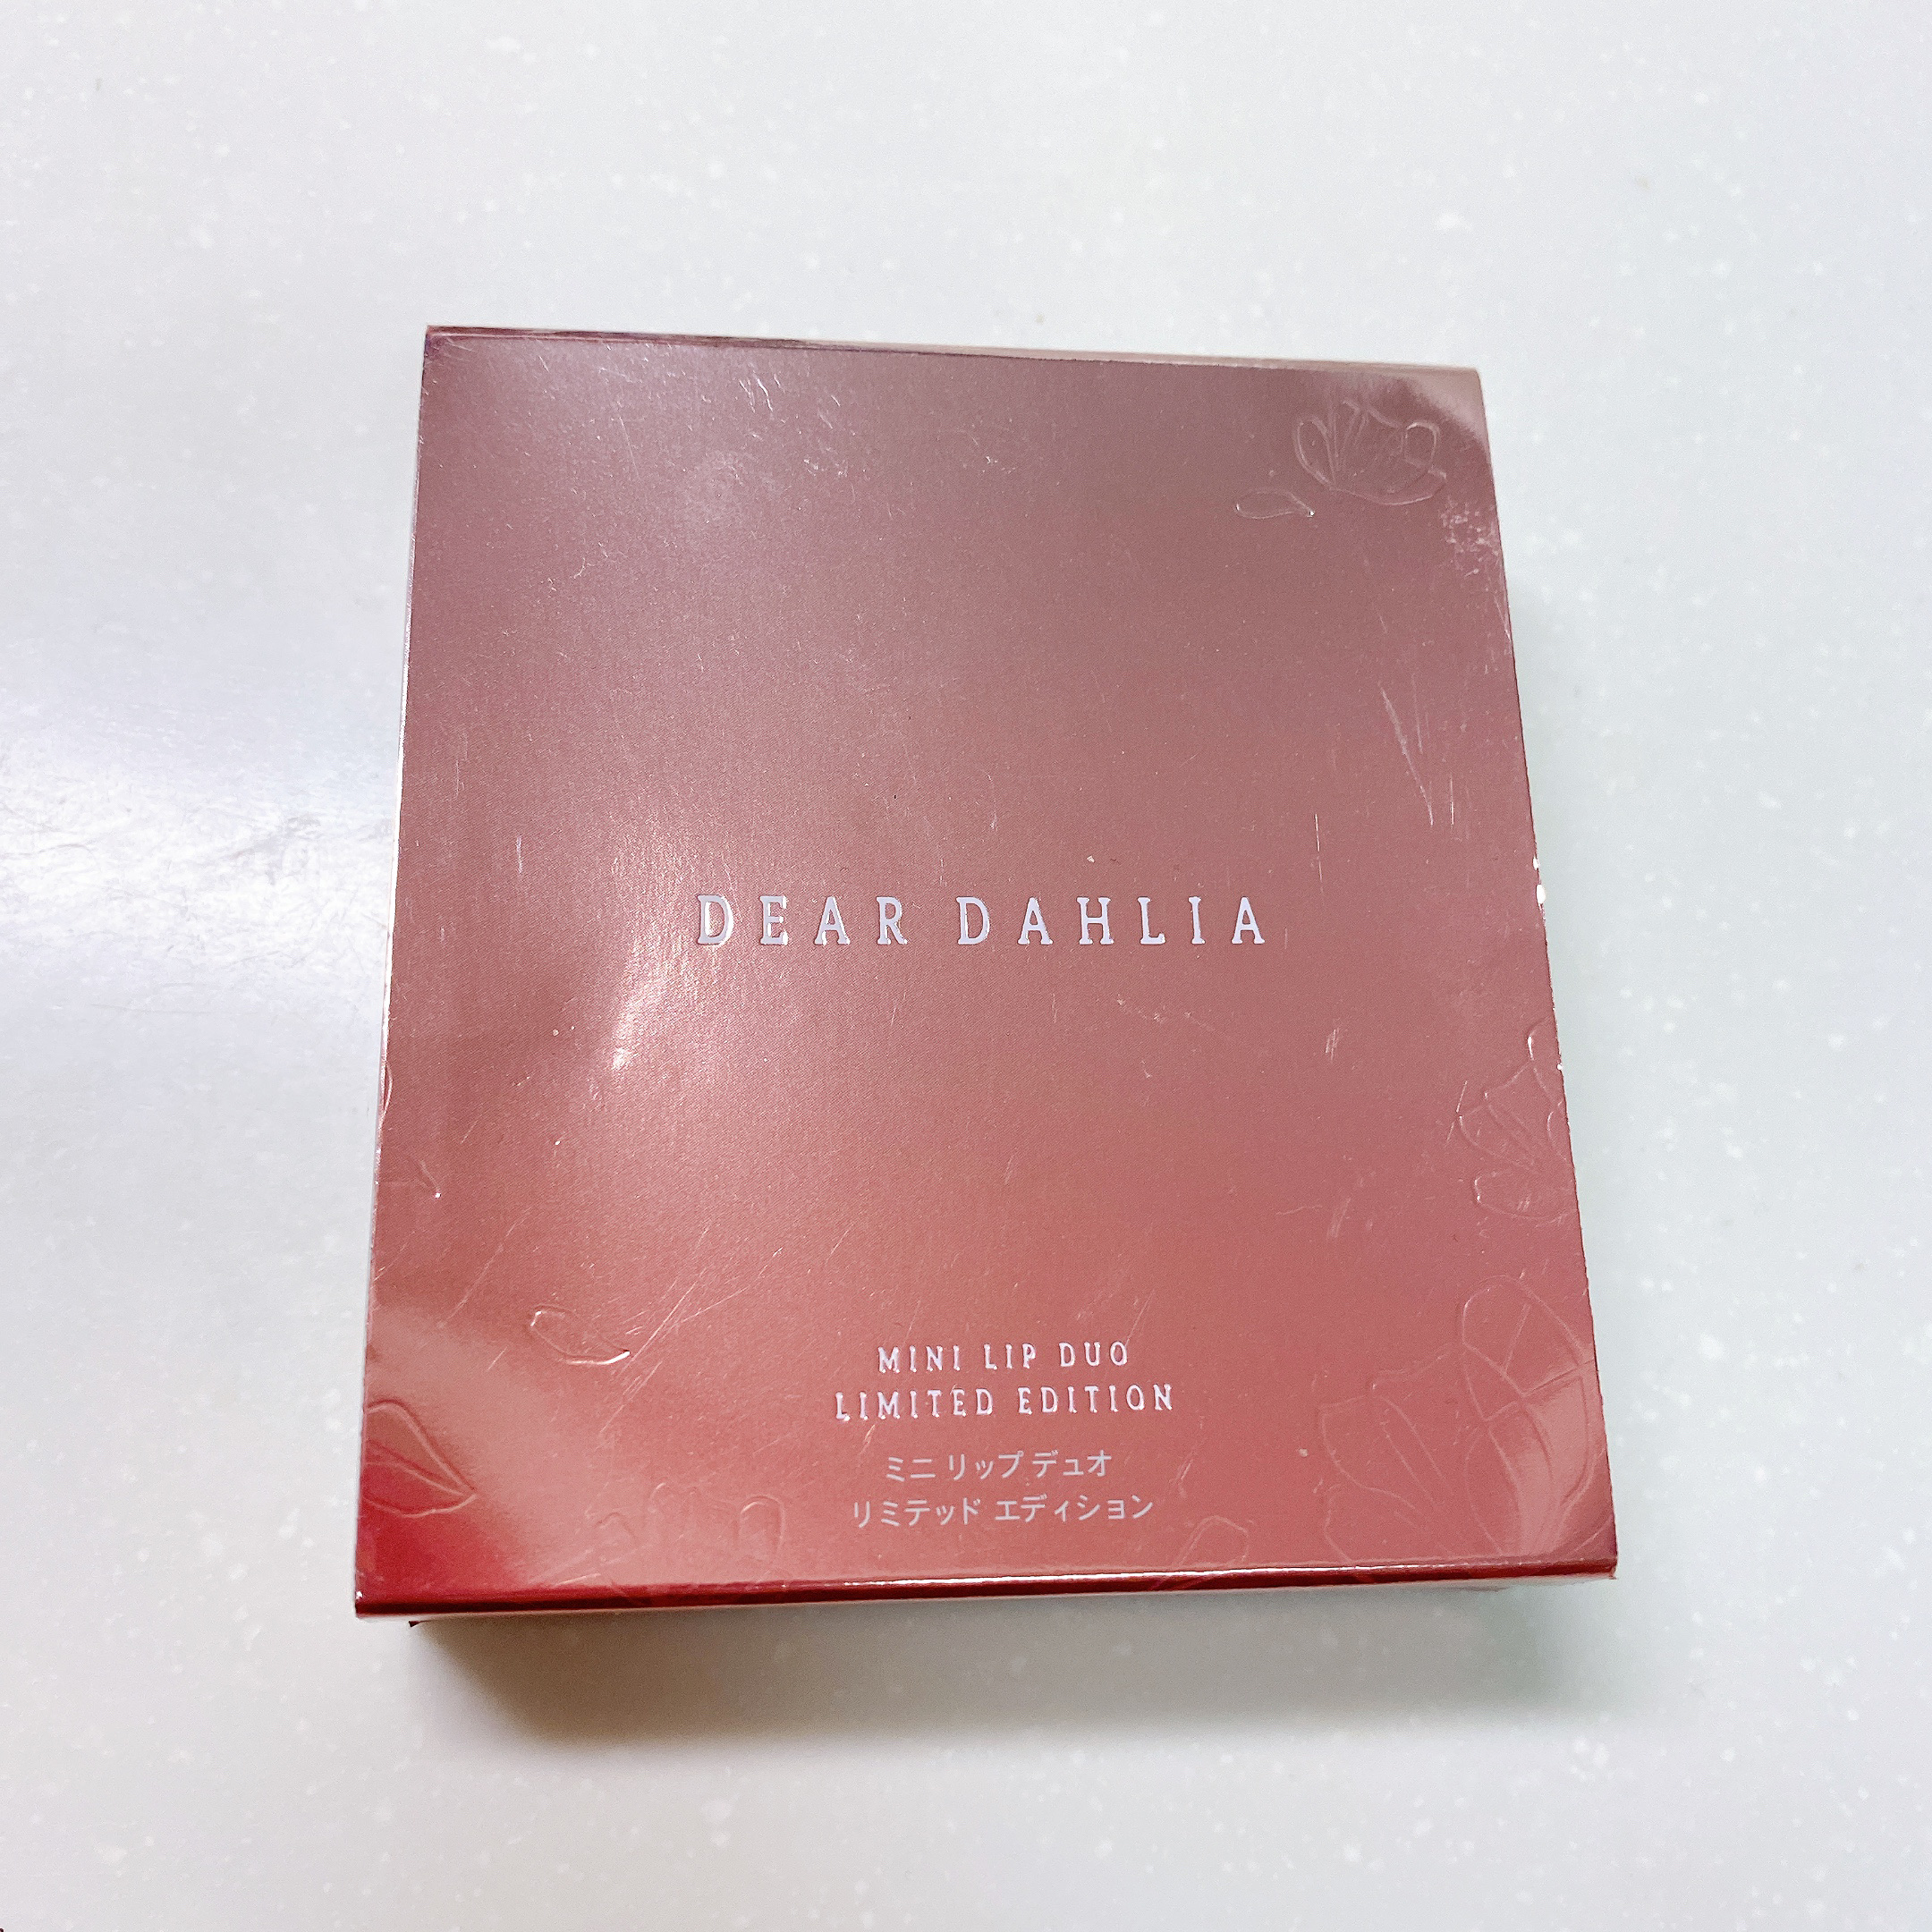 DEAR DAHLIA
MINI LIP DUO
LIMITED EDITION
ミニ リップ デュオ
リミテッド エディション